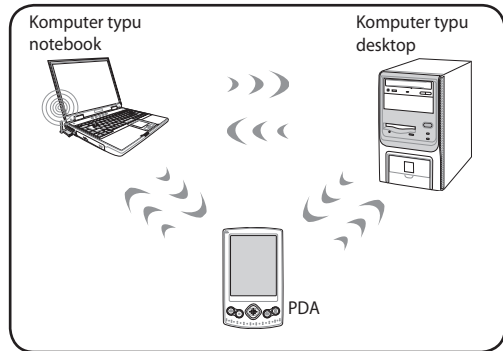 Komputer typu
notebook
Komputer typu
desktop
PDA